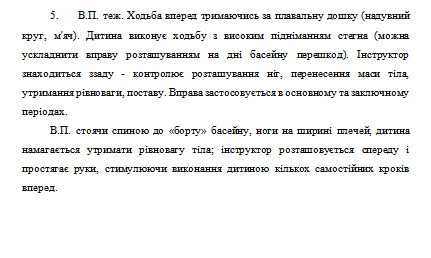 5. В.П. теж. Ходьба вперед тримаючись за плавальну дошку (надувний
круг, м'яч). Дитина виконує ходьбу з високим підніманням стегна (можна
ускладнити вправу розташуванням на дні басейну перешкод). Інструктор
знаходиться ззаду - контролює розташування ніг, перенесення маси тіла,
утримання рівноваги, поставу. Вправа застосовується в основному та заключному
періодах.
В.П. стоячи спиною до «борту» басейну, ноги на ширині плечей, дитина
намагається утримати рівновагу тіла; інструктор розташовується спереду і
простягає руки, стимулюючи виконання дитиною кількох самостійних кроків
вперед.